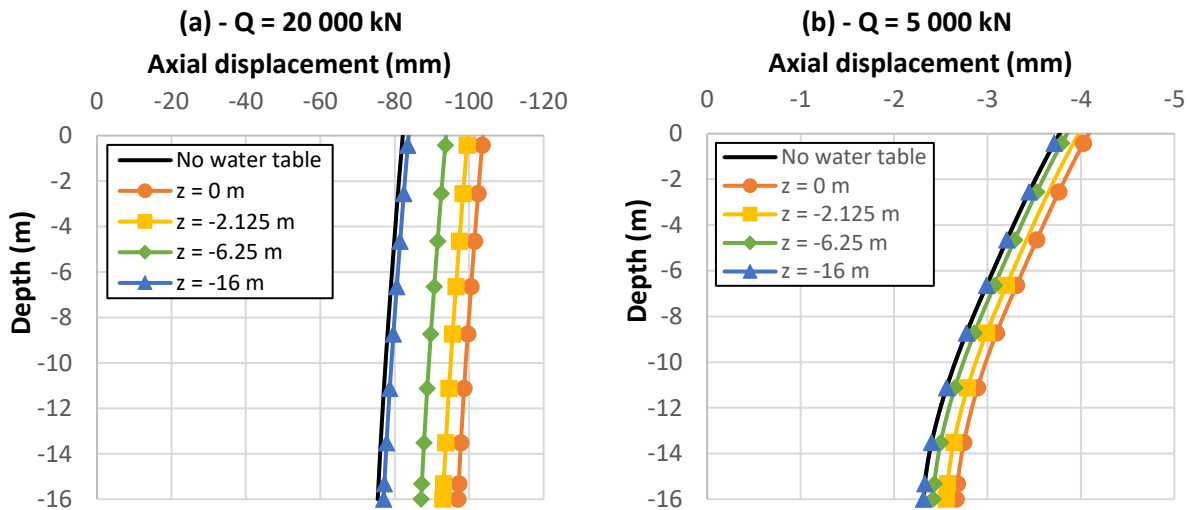 (a) - Q = 20 000 kN
Axial displacement (mm)
0 -20 -40 -60 -80 -100 -120
0
-2
-4
-6
-8
-10
-12
-14
-16
Depth (m)
No water table
z = 0 m
z = -2.125 m
z = -6.25 m
z = -16 m
(b) - Q = 5 000 kN
Axial displacement (mm)
0 -1 -2 -3 -4 -5
0
-2
-4
-6
-8
-10
-12
-14
-16
Depth (m)
No water table
z = 0 m
z = -2.125 m
z = -6.25 m
z = -16 m